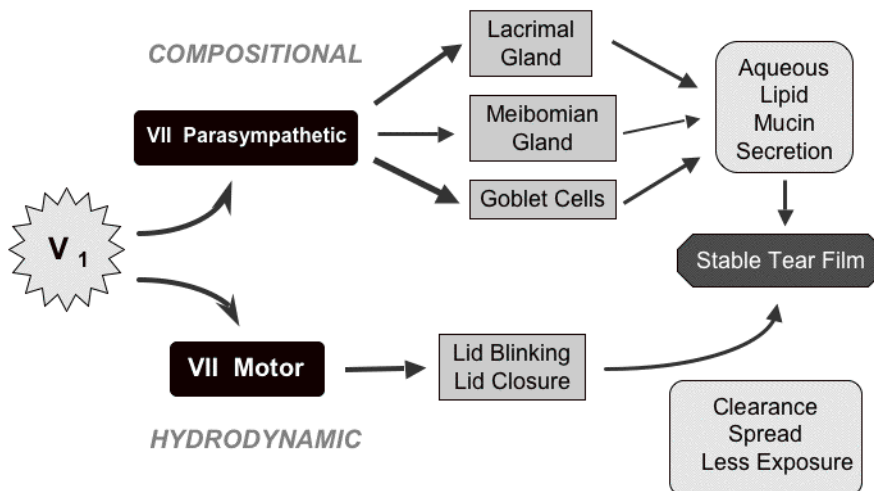 COMPOSITIONAL
VII Parasympathetic
Lacrimal
Gland
Meibomian
Gland
Goblet Cells
Aqueous
Lipid
Mucin
Secretion
V 1
Stable Tear Film
VII Motor
Lid Blinking
Lid Closure
HYDRODYNAMIC
Clearance
Spread
Less Exposure